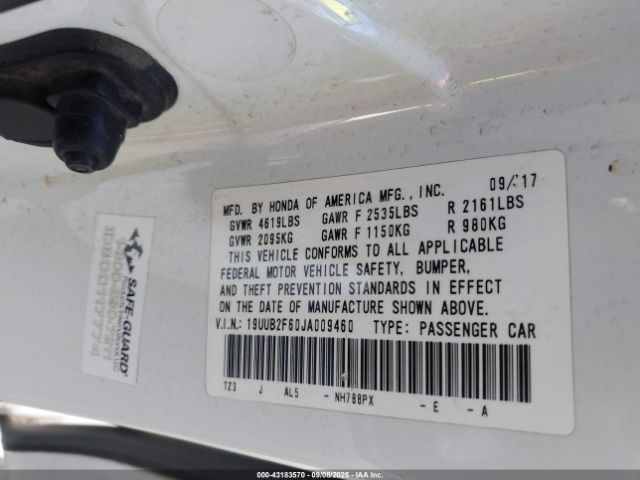 MFD. BY HONDA OF AMERICA MFG., INC. 09/17
GVWR 4619LBS GAWR F 2535LBS R 2161LBS
GVWR 2095KG GAWR F 1150KG R 980KG
THIS VEHICLE CONFORMS TO ALL APPLICABLE
FEDERAL MOTOR VEHICLE SAFETY, BUMPER,
AND THEFT PREVENTION STANDARDS IN EFFECT
ON THE DATE OF MANUFACTURE SHOWN ABOVE.
V.I.N.: 19UUB2F60JA009460 TYPE: PASSENGER CAR
TZ3 J AL5 - NH788PX - E - A
SAFE-GUARD
PRODUCTS INTERNATIONAL, LLC
000-43183570 - 09/08/2025 - IAA Inc.